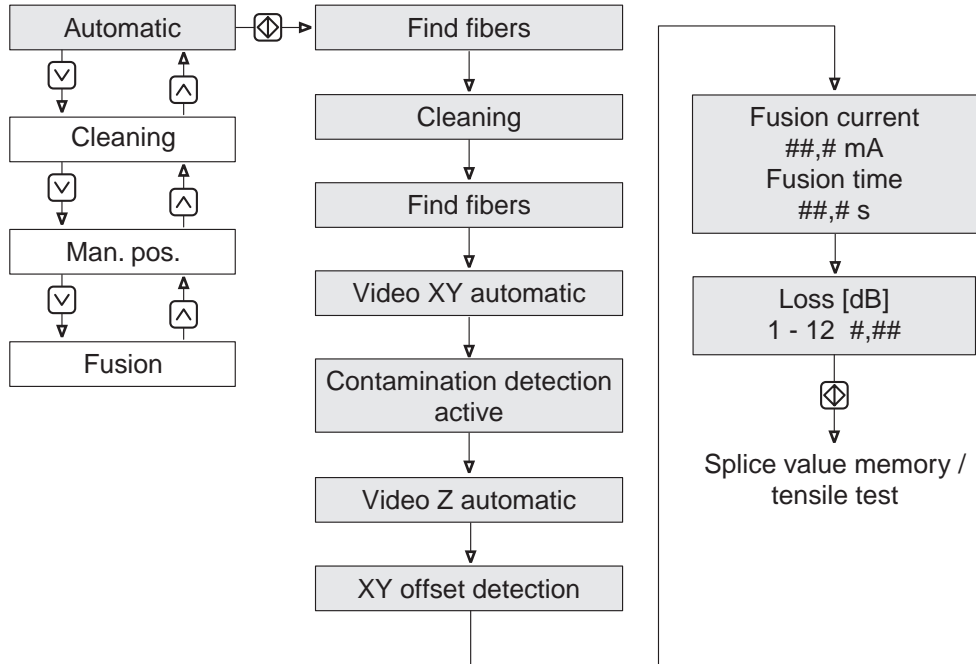 Automatic
Cleaning
Man. pos.
Fusion
Find fibers
Cleaning
Find fibers
Video XY automatic
Contamination detection
active
Video Z automatic
XY offset detection
Fusion current
##,# mA
Fusion time
##,# s
Loss [dB]
1 - 12 #,##
Splice value memory /
tensile test